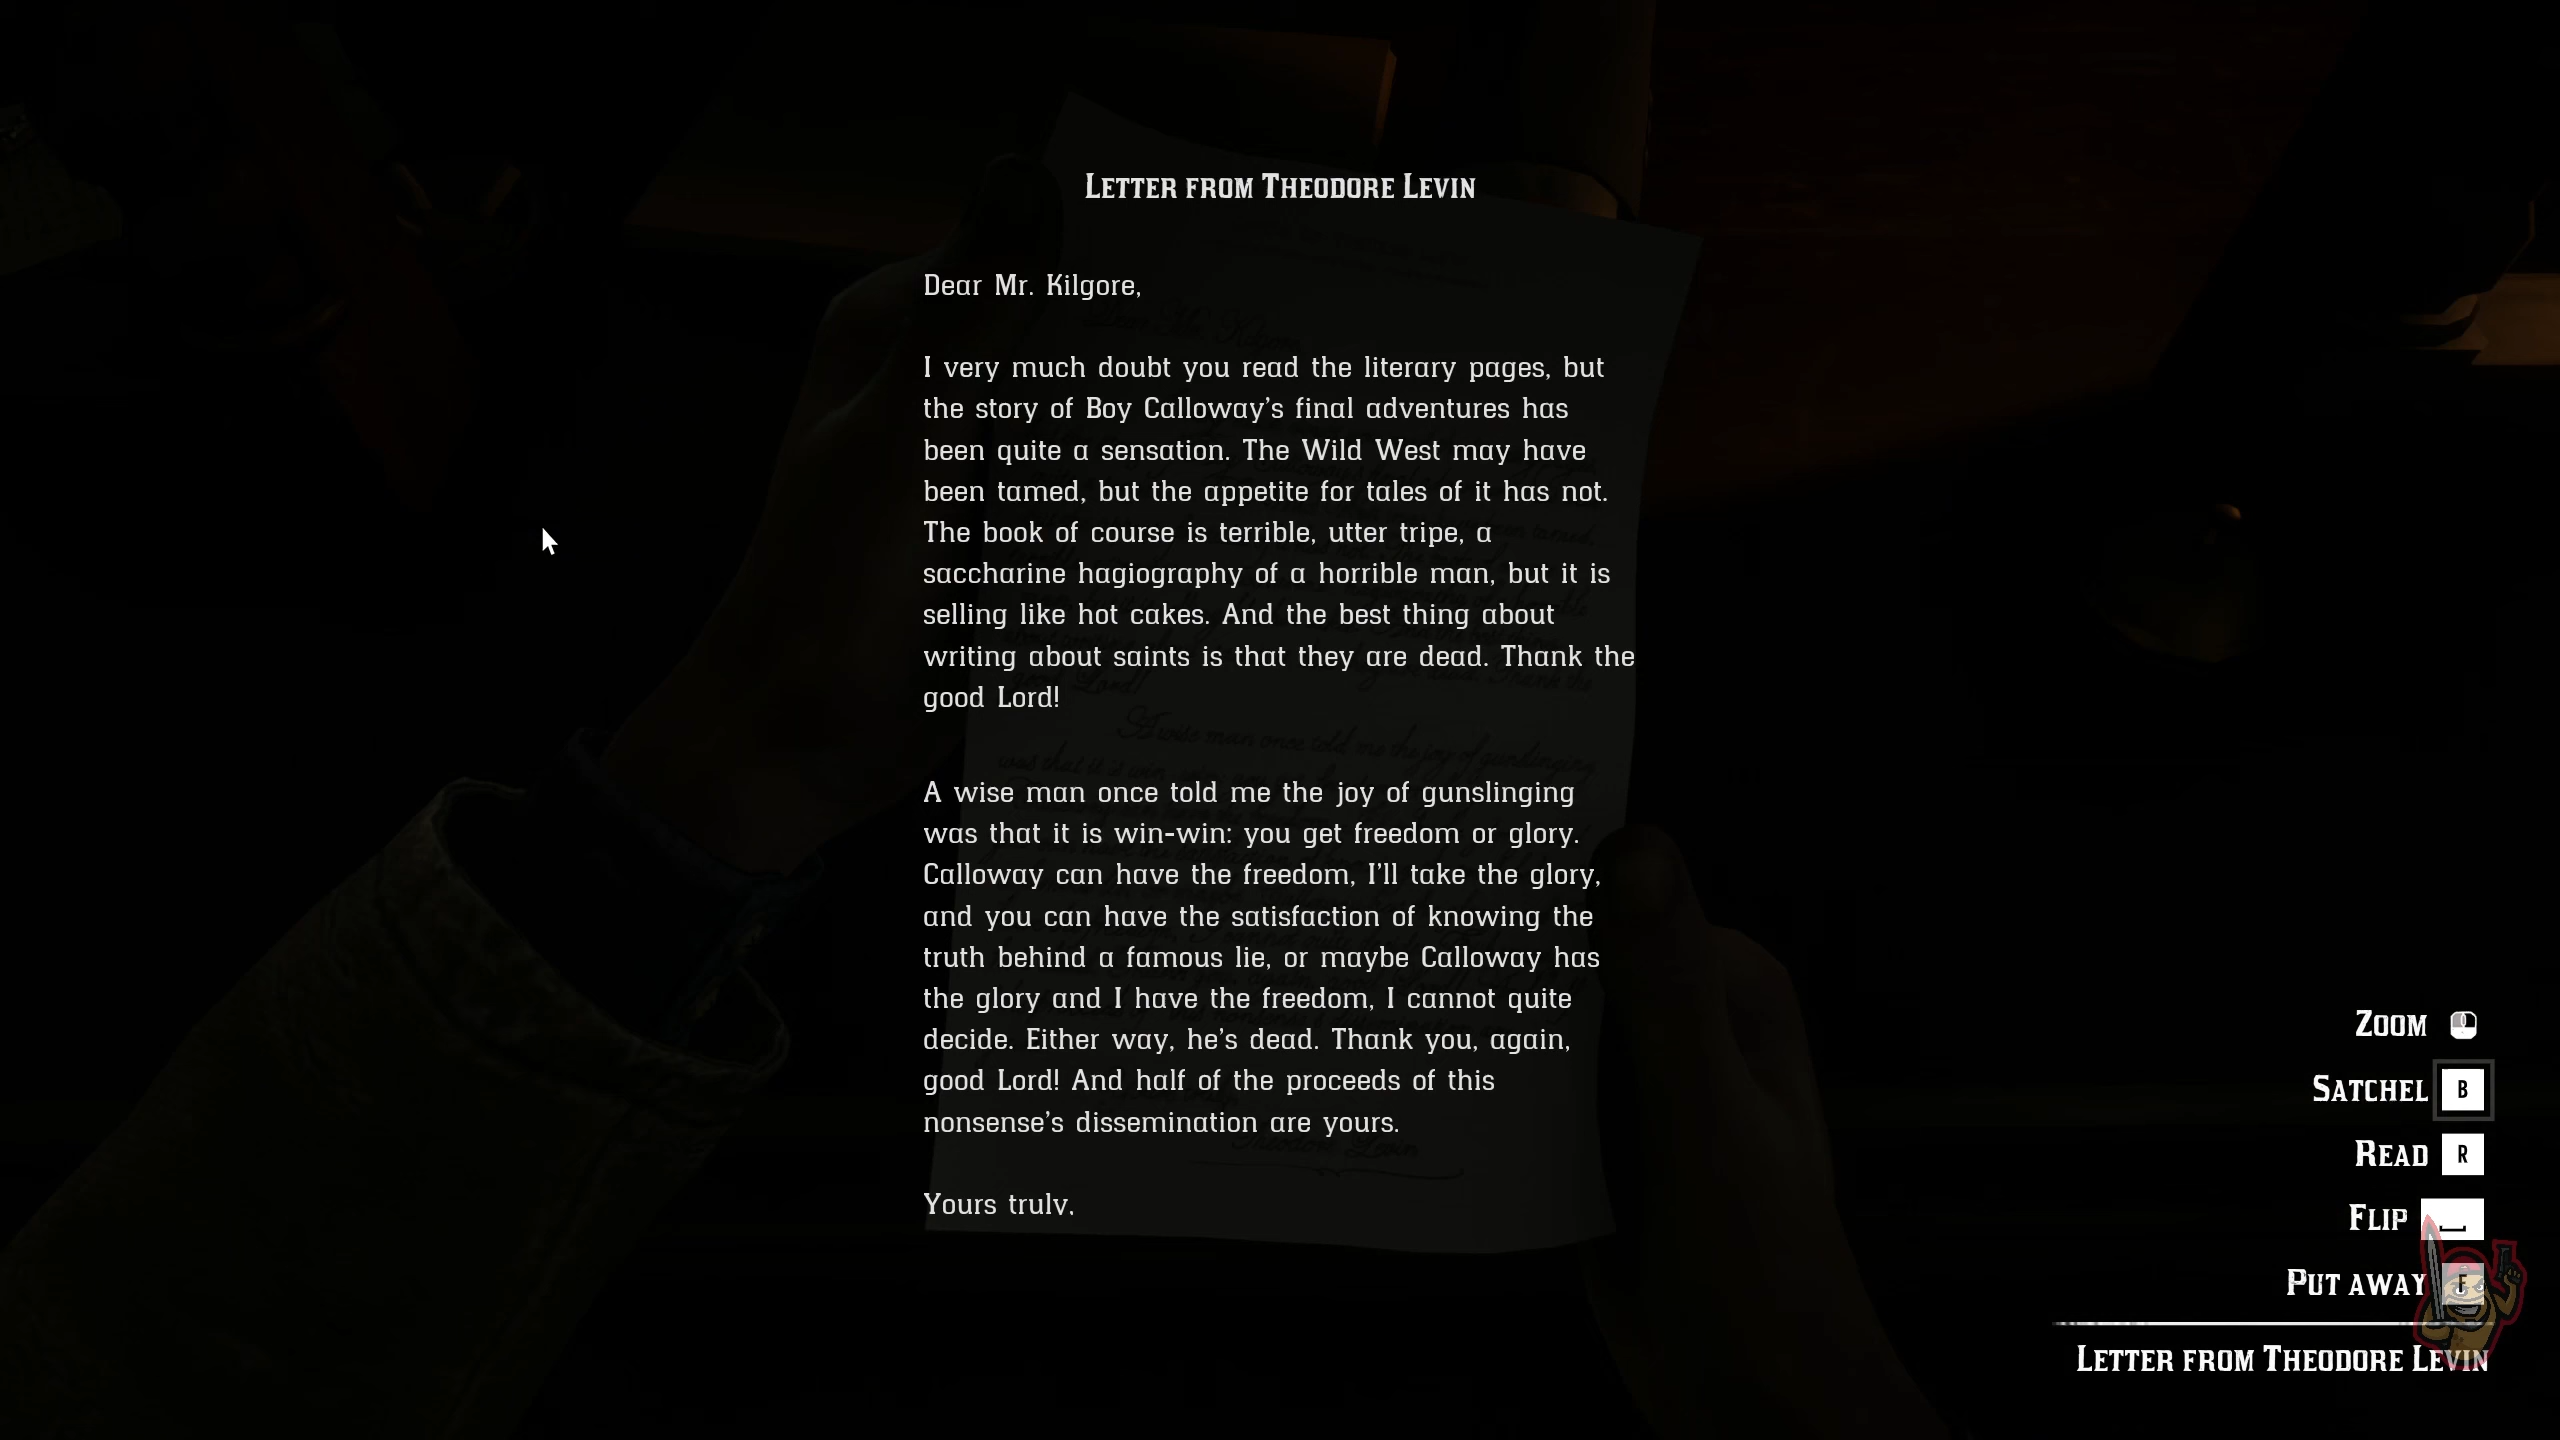 Letter from Theodore Levin
Dear Mr. Kilgore,
I very much doubt you read the literary pages, but
the story of Boy Calloway's final adventures has
been quite a sensation. The Wild West may have
been tamed, but the appetite for tales of it has not.
The book of course is terrible, utter tripe, a
saccharine hagiography of a horrible man, but it is
selling like hot cakes. And the best thing about
writing about saints is that they are dead. Thank the
good Lord!
A wise man once told me the joy of gunslinging
was that it is win-win: you get freedom or glory.
Calloway can have the freedom, I'll take the glory,
and you can have the satisfaction of knowing the
truth behind a famous lie, or maybe Calloway has
the glory and I have the freedom, I cannot quite
decide. Either way, he's dead. Thank you, again,
good Lord! And half of the proceeds of this
nonsense's dissemination are yours.
Yours truly,
Zoom
Satchel B
Read R
Flip
Put away F
Letter from Theodore Levin